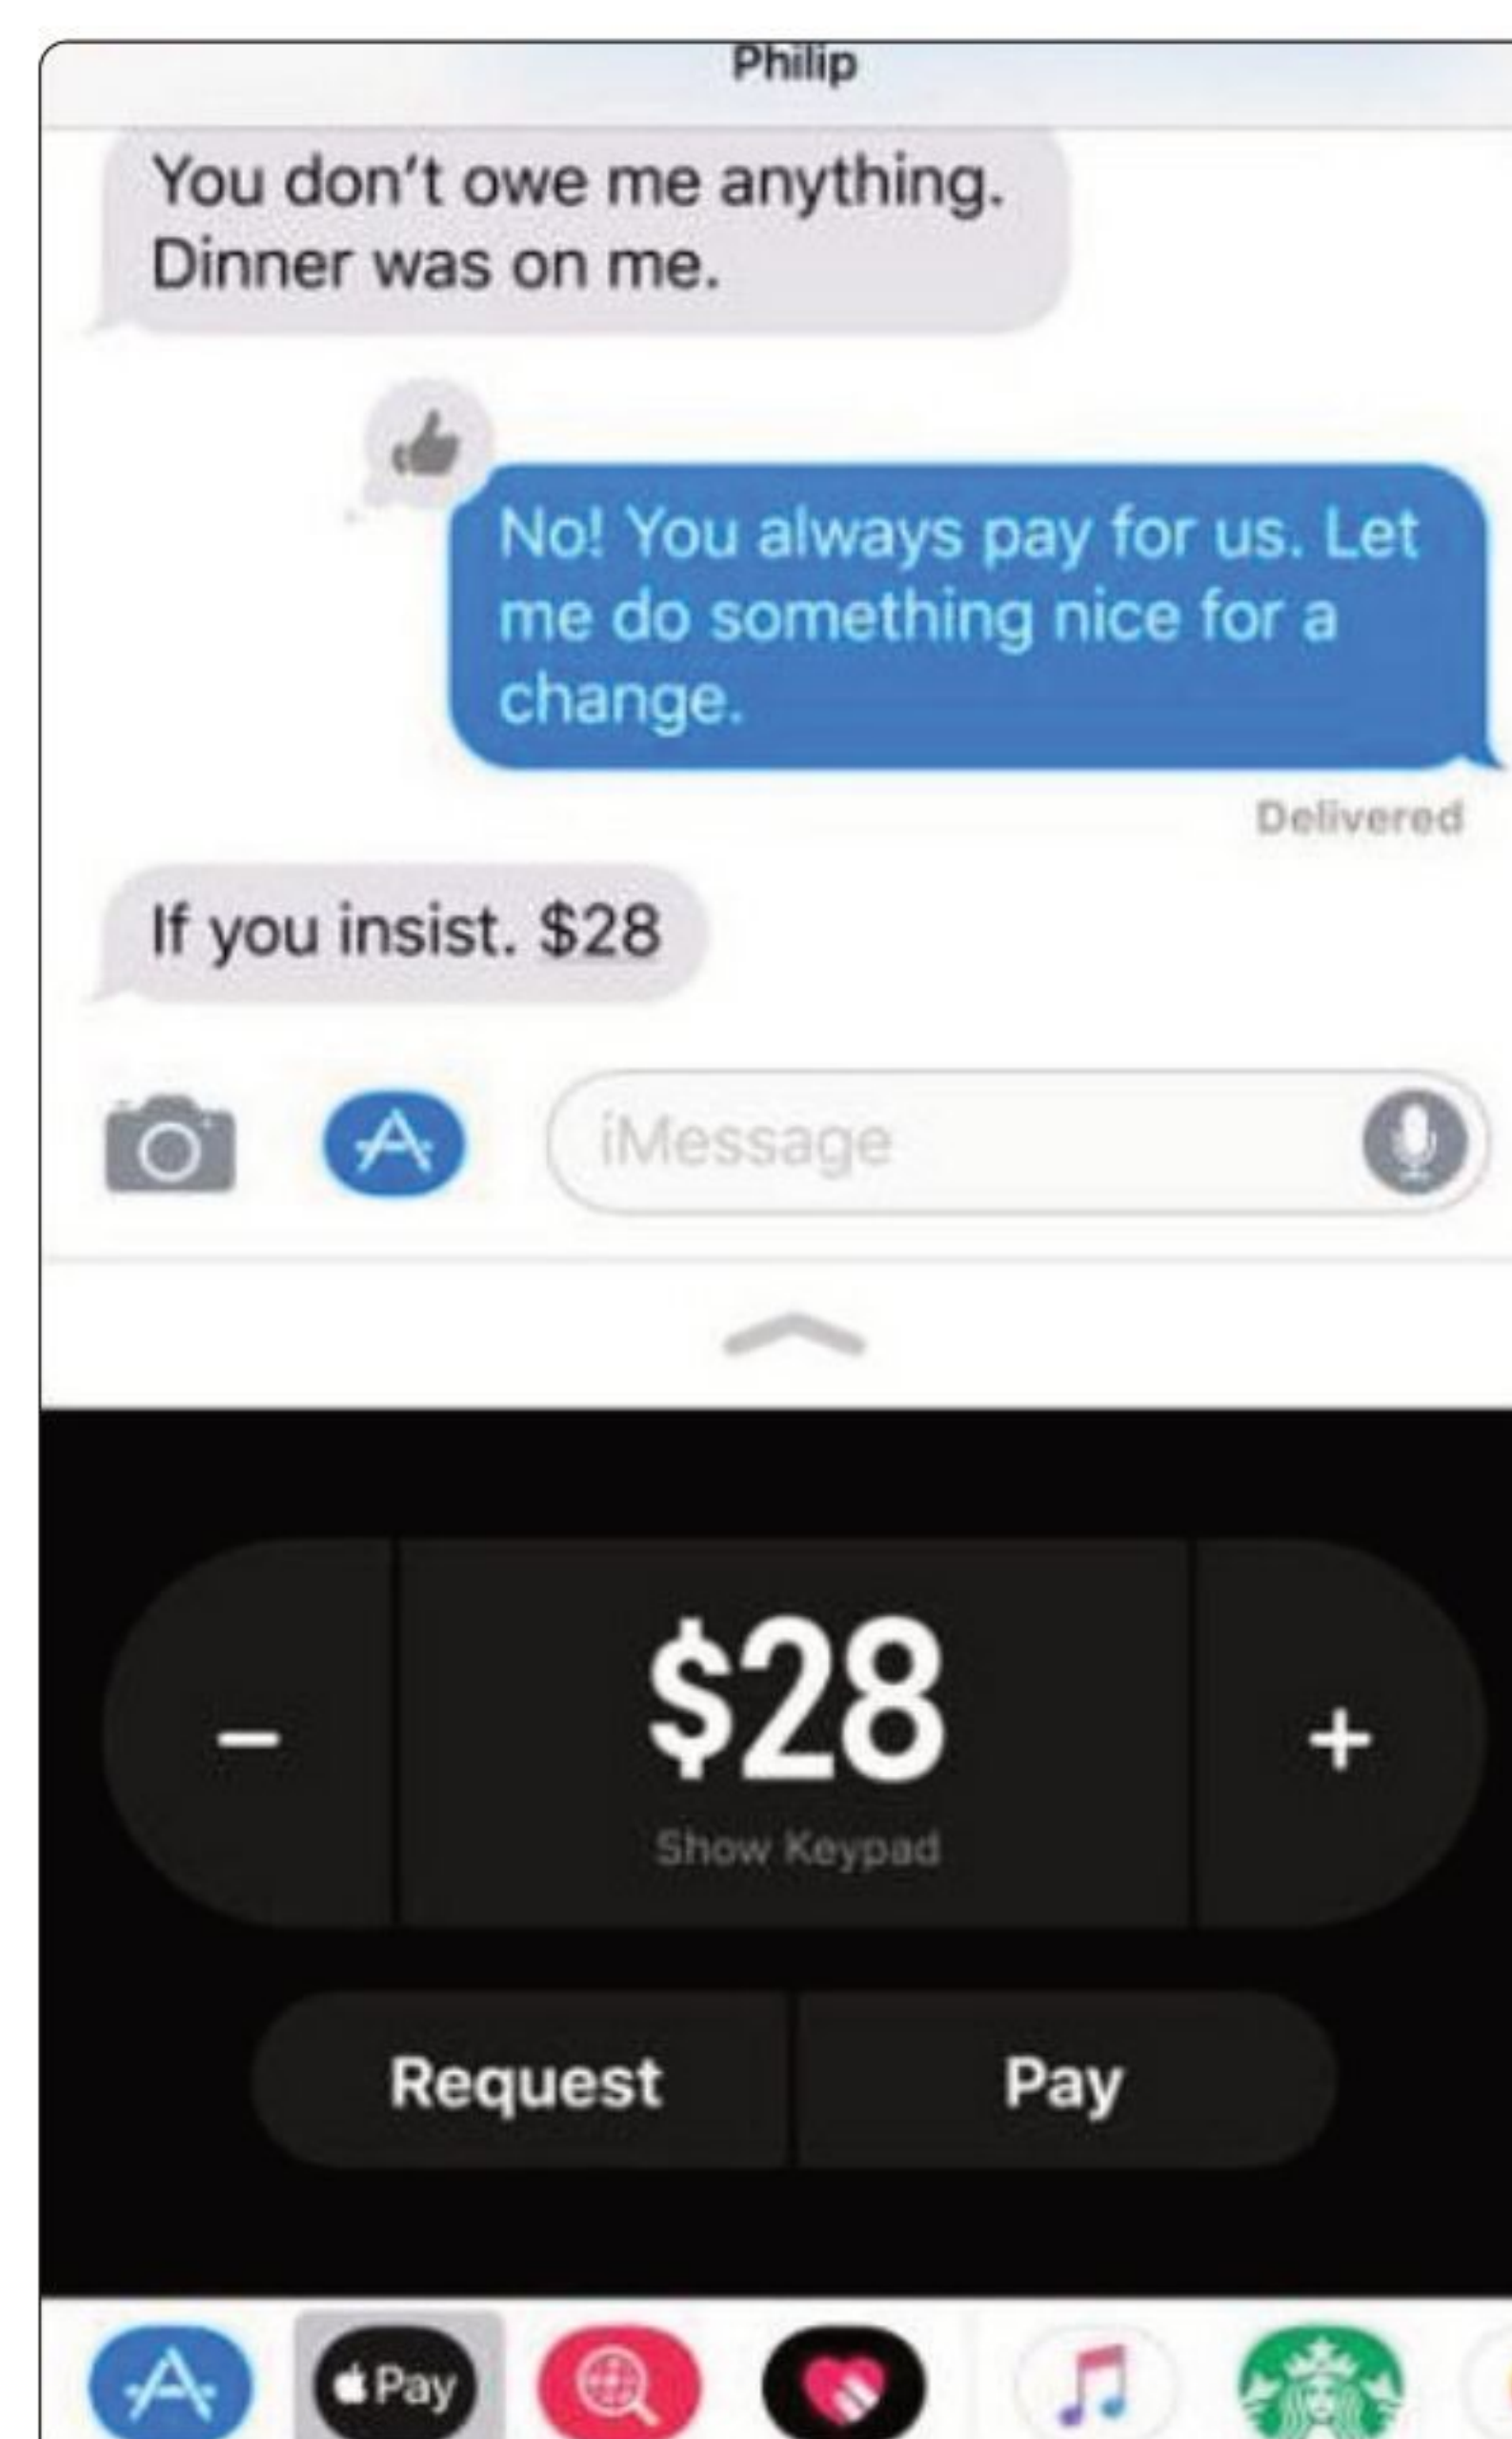 Philip
You don't owe me anything.
Dinner was on me.
No! You always pay for us. Let
me do something nice for a
change.
Delivered
If you insist. $28
iMessage
$28
Show Keypad
Request
Pay
Pay